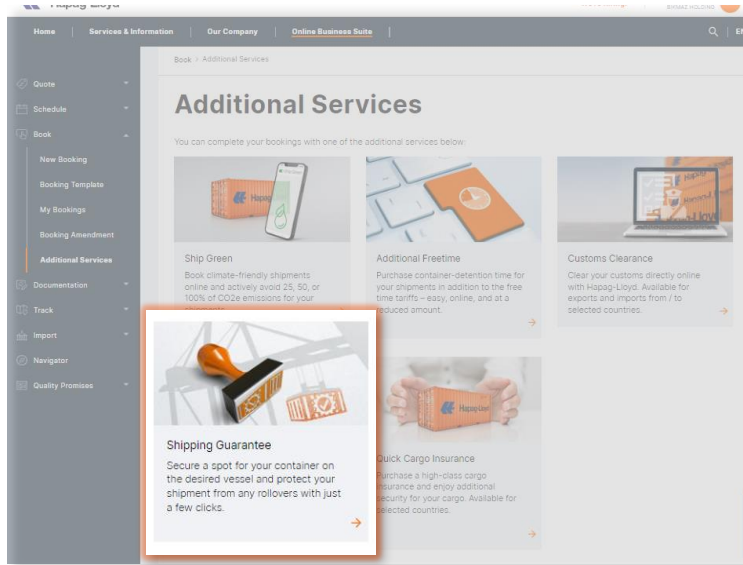 Home
Services & Information
Our Company
Online Business Suite
Book > Additional Services
Quote
Schedule
Book
New Booking
Booking Template
My Bookings
Booking Amendment
Additional Services
Documentation
Track
Import
Navigator
Quality Promises
Additional Services
You can complete your bookings with one of the additional services below:
Ship Green
Book climate-friendly shipments
online and actively avoid 25, 50, or
100% of CO2e emissions for your
Additional Freetime
Purchase container-detention time for
your shipments in addition to the free
time tariffs – easy, online, and at a
reduced amount.
Customs Clearance
Clear your customs directly online
with Hapag-Lloyd. Available for
exports and imports from / to
selected countries.
Shipping Guarantee
Secure a spot for your container on
the desired vessel and protect your
shipment from any rollovers with just
a few clicks.
Hapag-Lloyd
Quick Cargo Insurance
Purchase a high-class cargo
insurance and enjoy additional
security for your cargo. Available for
selected countries.